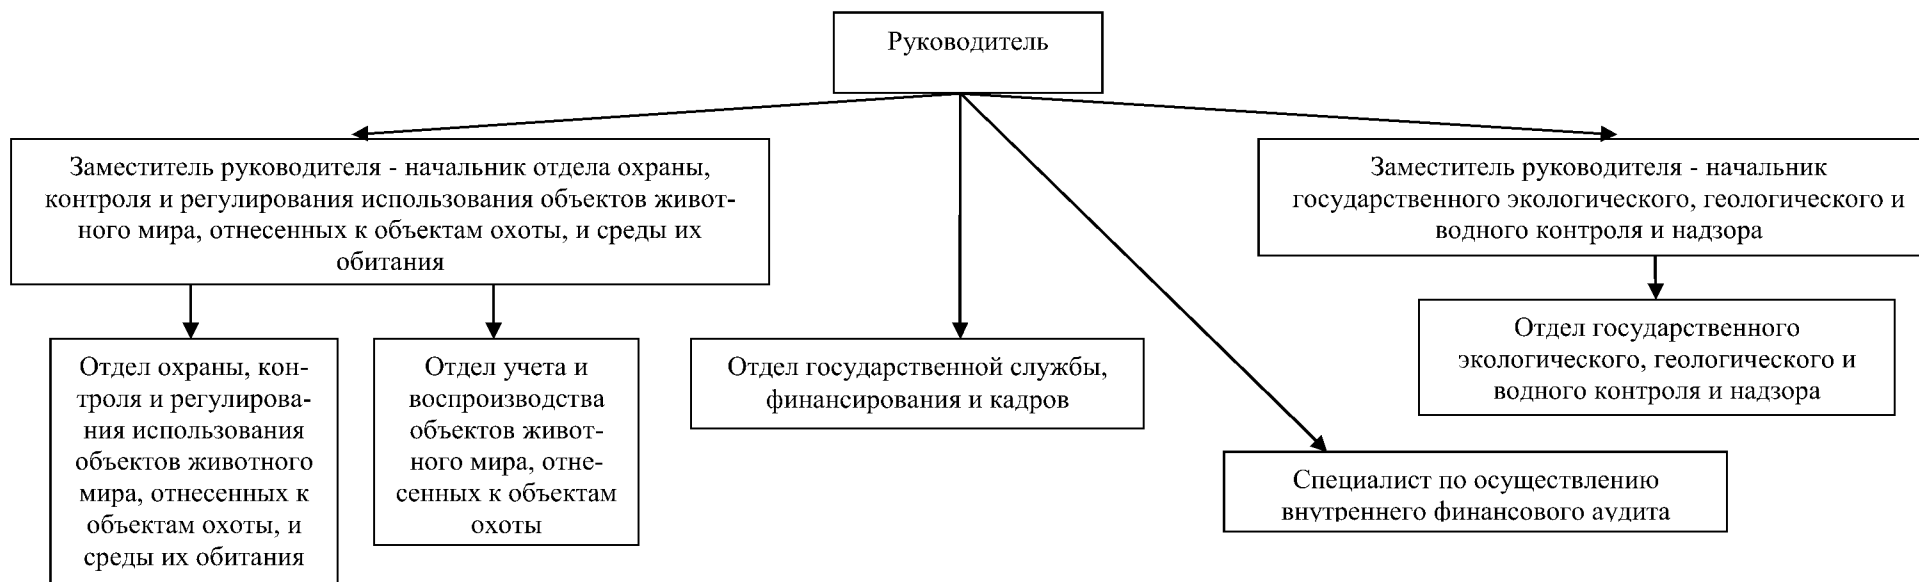 Руководитель
Заместитель руководителя - начальник отдела охраны,
контроля и регулирования использования объектов живот-
ного мира, отнесенных к объектам охоты, и среды их
обитания
Заместитель руководителя - начальник
государственного экологического, геологического и
водного контроля и надзора
Отдел охраны, кон-
троля и регулирова-
ния использования
объектов животного
мира, отнесенных к
объектам охоты, и
среды их обитания
Отдел учета и
воспроизводства
объектов живот-
ного мира, отне-
сенных к объектам
охоты
Отдел государственной службы,
финансирования и кадров
Отдел государственного
экологического, геологического и
водного контроля и надзора
Специалист по осуществлению
внутреннего финансового аудита